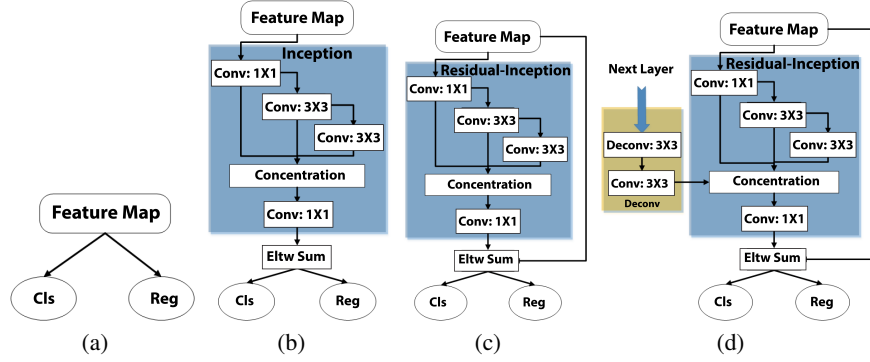 Feature Map
Cls
Reg
(a)
Feature Map
Inception
Conv: 1X1
Conv: 3X3
Conv: 3X3
Concentration
Conv: 1X1
Eltw Sum
Cls
Reg
(b)
Feature Map
Residual-Inception
Conv: 1X1
Conv: 3X3
Conv: 3X3
Concentration
Conv: 1X1
Eltw Sum
Cls
Reg
(c)
Feature Map
Residual-Inception
Next Layer
Conv: 1X1
Conv: 3X3
Deconv: 3X3
Conv: 3X3
Conv: 3X3
Concentration
Deconv
Conv: 1X1
Eltw Sum
Cls
Reg
(d)